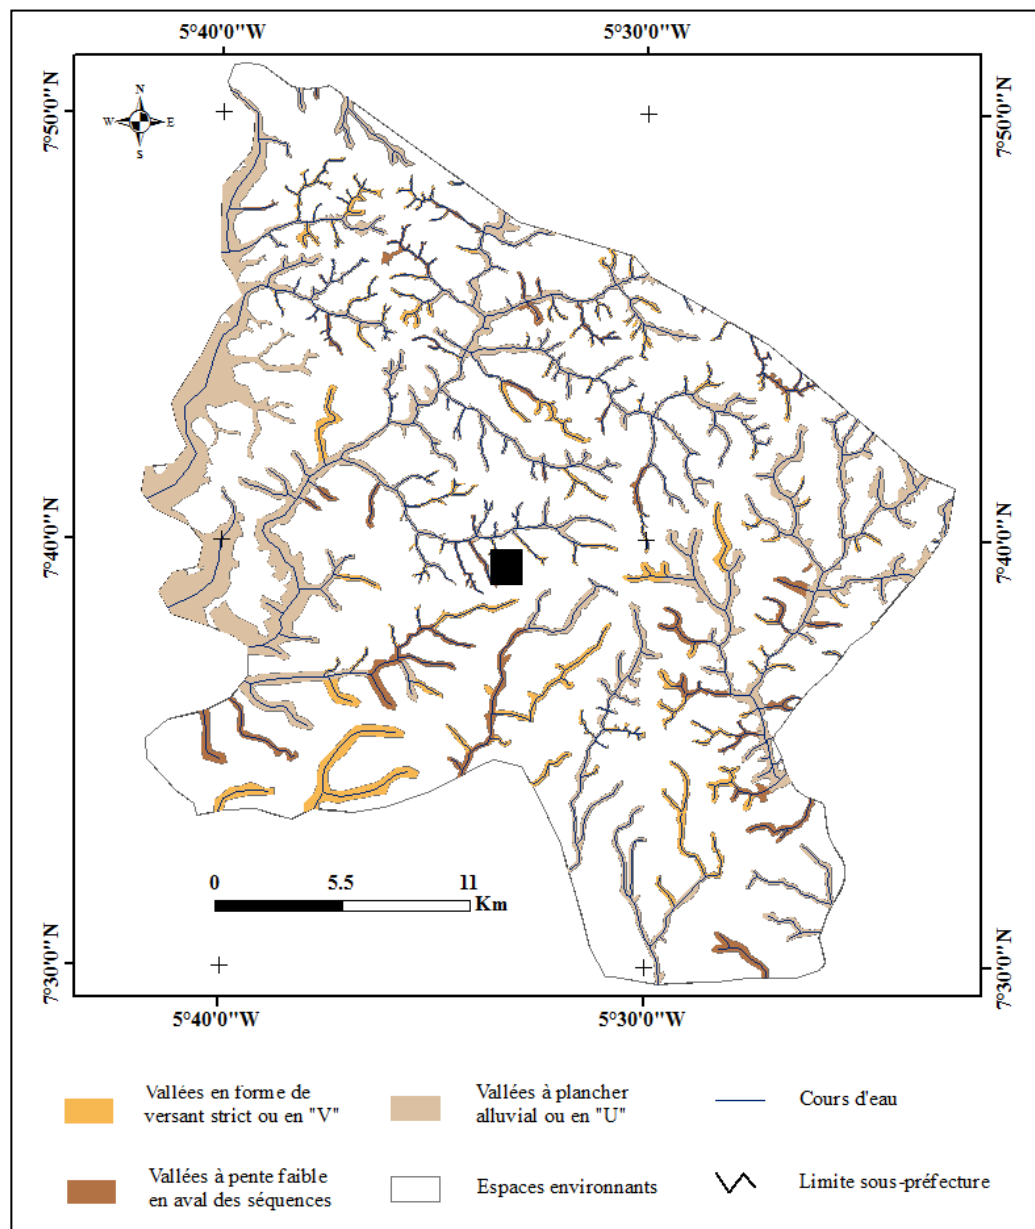 5°40'0"W 5°30'0"W
7°50'0"N 7°50'0"N
N
W E
S
7°40'0"N 7°40'0"N
0 5.5 11
Km
7°30'0"N 7°30'0"N
5°40'0"W 5°30'0"W
Vallées en forme de
versant strict ou en "V"
Vallées à plancher
alluvial ou en "U"
Cours d'eau
Vallées à pente faible
en aval des séquences
Espaces environnants
Limite sous-préfecture